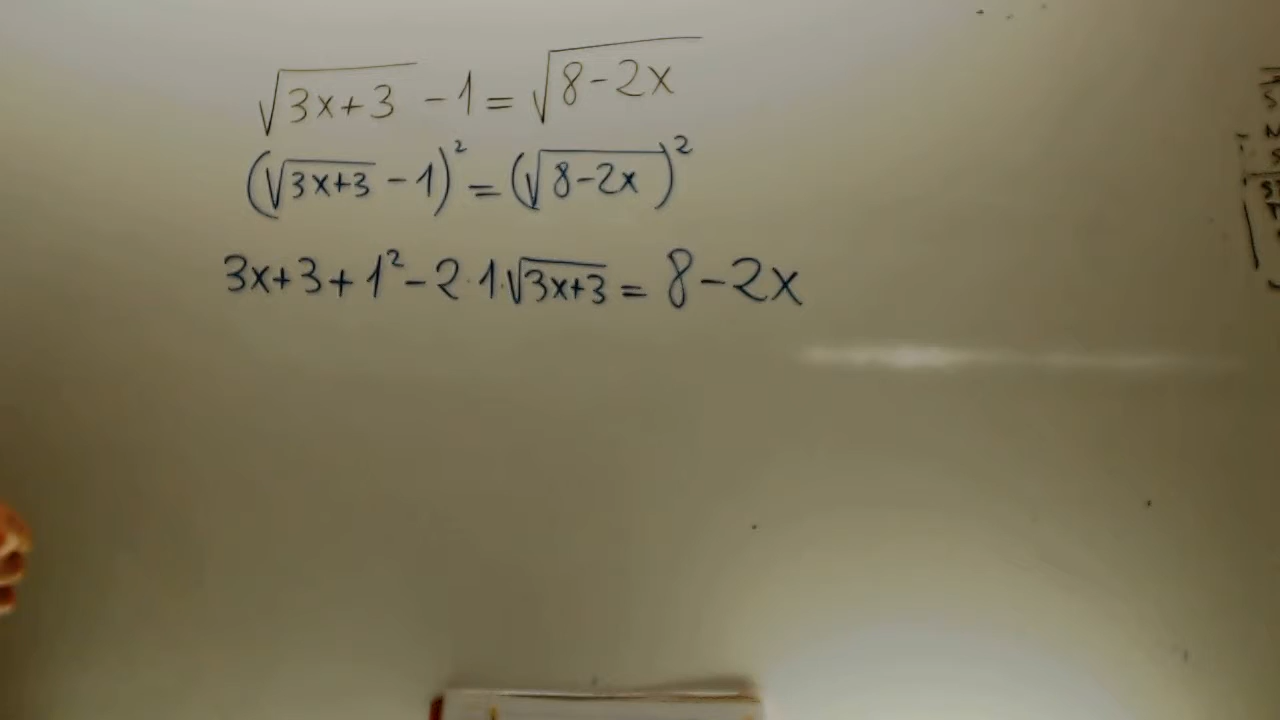 √(3x+3) - 1 = √(8-2x)
(√(3x+3) - 1)² = (√(8-2x))²
3x+3+1²-2·1·√(3x+3) = 8-2x